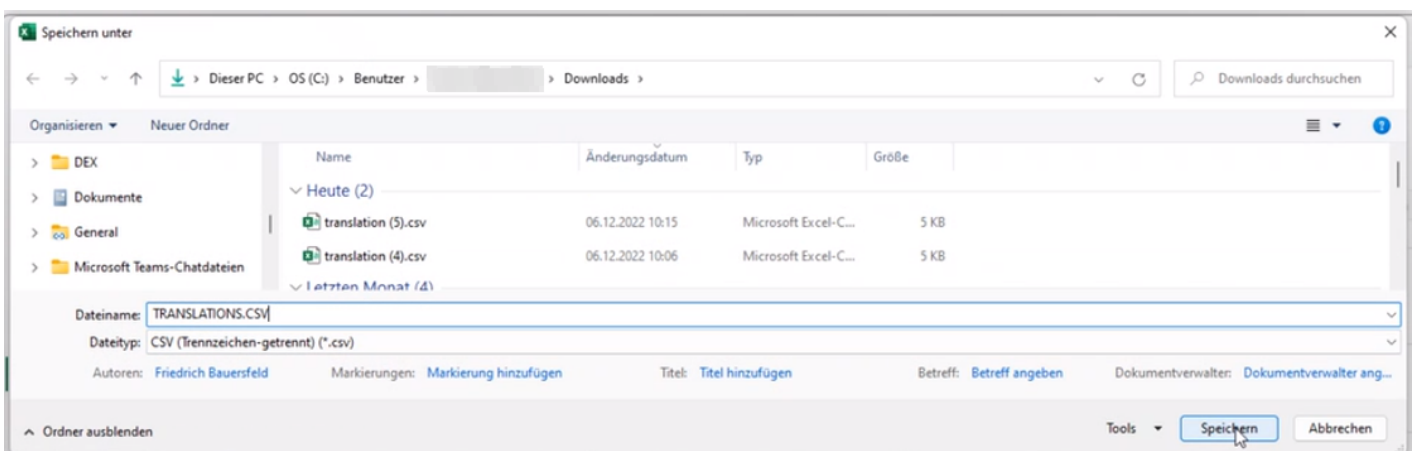 Speichern unter
Dieser PC > OS (C:) > Benutzer > > Downloads >
Downloads durchsuchen
Organisieren Neuer Ordner
Name Änderungsdatum Typ Größe
DEX
Dokumente
General
Microsoft Teams-Chatdateien
Heute (2)
translation (5).csv 06.12.2022 10:15 Microsoft Excel-C... 5 KB
translation (4).csv 06.12.2022 10:06 Microsoft Excel-C... 5 KB
Letzten Monat (4)
Dateiname: TRANSLATIONS.CSV
Dateityp: CSV (Trennzeichen-getrennt) (*.csv)
Autoren: Friedrich Bauersfeld Markierungen: Markierung hinzufügen Titel: Titel hinzufügen Betreff: Betreff angeben Dokumentverwalter: Dokumentverwalter ang...
Ordner ausblenden
Tools Speichern Abbrechen